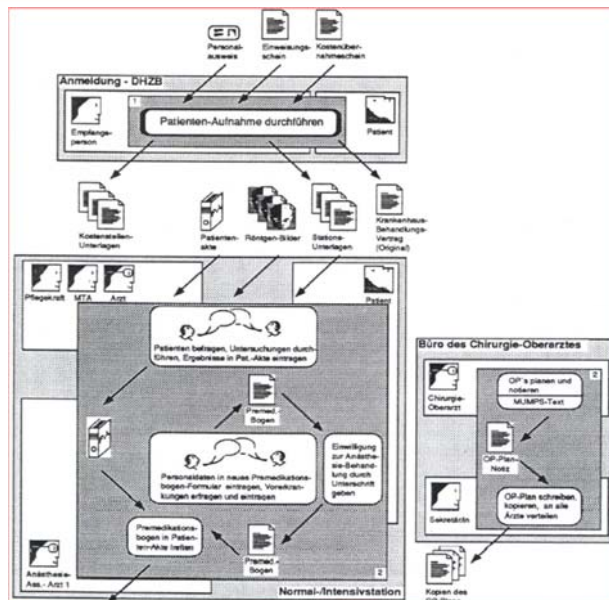 Personal-
ausweis
Einweisungs-
schein
Kostenüber-
nahmeschein
Anmeldung - DHZB
1
Empfangs-
person
Patienten-Aufnahme durchführen
Patient
Kostenstellen-
Unterlagen
Patienten-
akte
Röntgen-Bilder
Stations-
Unterlagen
Krankenhaus-
Behandlungs-
Vertrag
(Original)
Pflegekraft
MTA
Arzt
Patient
Patienten befragen, Untersuchungen durch-
führen, Ergebnisse in Pat.-Akte eintragen
Premed.-
Bogen
Personaldaten in neues Premedikations-
bogen-Formular eintragen, Vorerkran-
kungen erfragen und eintragen
Einwilligung
zur Anästhe-
sie-Behand-
lung durch
Unterschrift
geben
Premedikations-
bogen in Patien-
ten-Akte heften
Premed.-
Bogen
Anästhesie-
Ass.- Arzt 1
2
Normal-/Intensivstation
Büro des Chirurgie-Oberarztes
Chirurgie-
Oberarzt
2
OP's planen und
notieren
MUMPS-Text
OP-Plan-
Notiz
Sekretärin
OP-Plan schreiben,
kopieren, an alle
Ärzte verteilen
Kopien des